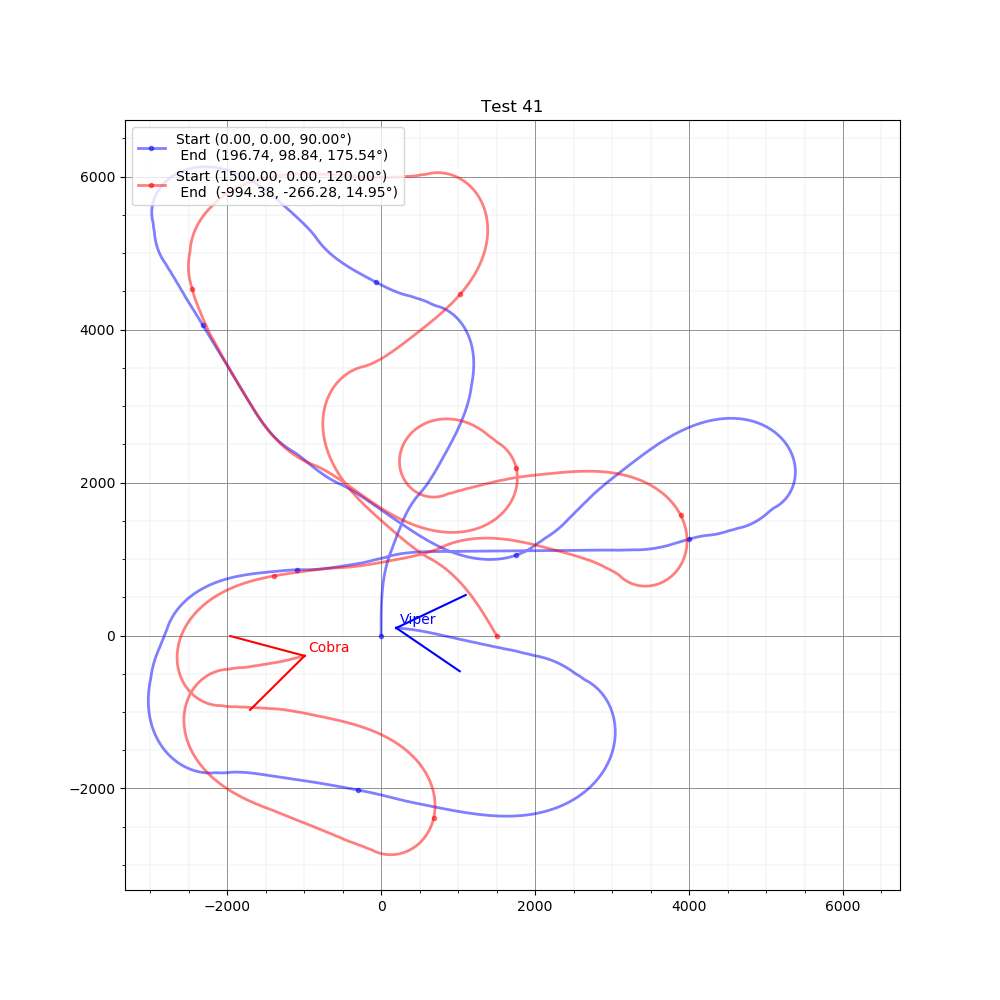 Test 41
Start (0.00, 0.00, 90.00°)
End (196.74, 98.84, 175.54°)
Start (1500.00, 0.00, 120.00°)
End (-994.38, -266.28, 14.95°)
6000
4000
2000
0
−2000
Viper
Cobra
−2000
0
2000
4000
6000